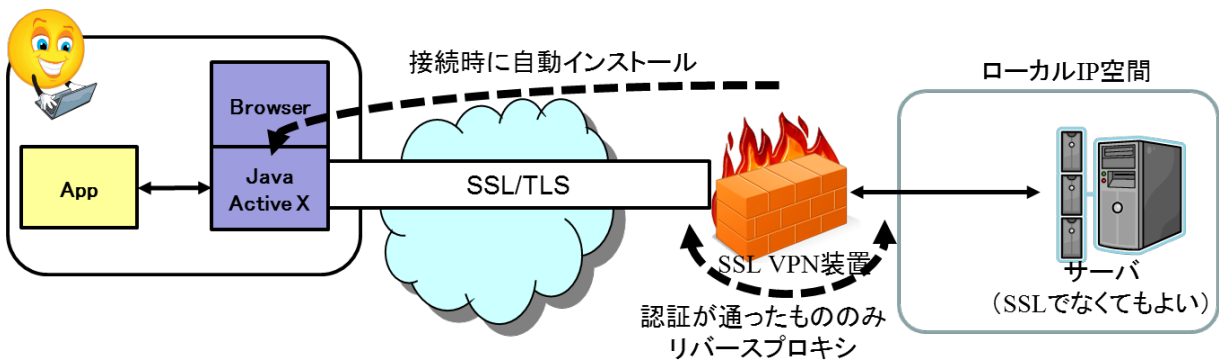 接続時に自動インストール
ローカルIP空間
Browser
App
Java
Active X
SSL/TLS
SSL VPN装置
サーバ
（SSLでなくてもよい）
認証が通ったもののみ
リバースプロキシ